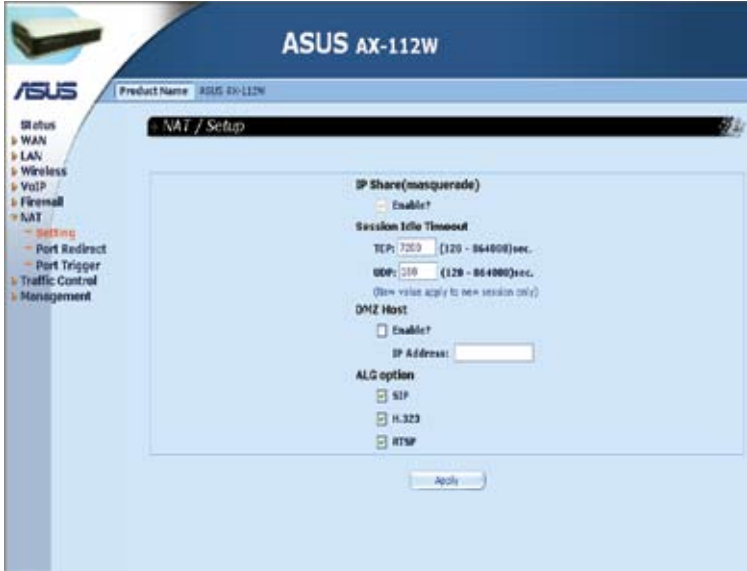 ASUS AX-112W
ASUS
Product Name ASUS AX-112W
Status
WAN
LAN
Wireless
VoIP
Firewall
NAT
Setting
Port Redirect
Port Trigger
Traffic Control
Management
NAT / Setup
IP Share(masquerade)
Enable?
Session Idle Timeout
TCP: 7200 (120 - 864000)sec.
UDP: (120 - 864000)sec.
(New value apply to new session only)
DMZ Host
Enable?
IP Address:
ALG option
SIP
H.323
RTSP
Apply